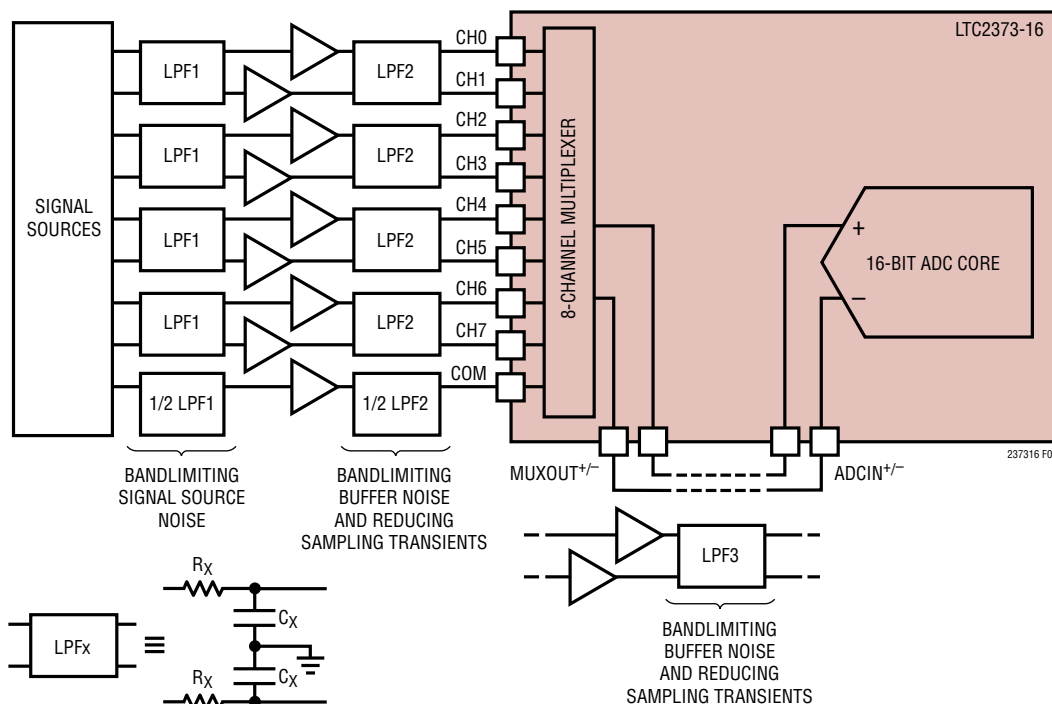 LTC2373-16
SIGNAL
SOURCES
LPF1
LPF1
LPF1
LPF1
1/2 LPF1
LPF2
LPF2
LPF2
LPF2
1/2 LPF2
CH0
CH1
CH2
CH3
CH4
CH5
CH6
CH7
COM
8-CHANNEL MULTIPLEXER
+
16-BIT ADC CORE
–
237316 F0
MUXOUT+/–
ADCIN+/–
BANDLIMITING
SIGNAL SOURCE
NOISE
BANDLIMITING
BUFFER NOISE
AND REDUCING
SAMPLING TRANSIENTS
LPF3
BANDLIMITING
BUFFER NOISE
AND REDUCING
SAMPLING TRANSIENTS
LPFx
≡
RX
CX
CX
RX